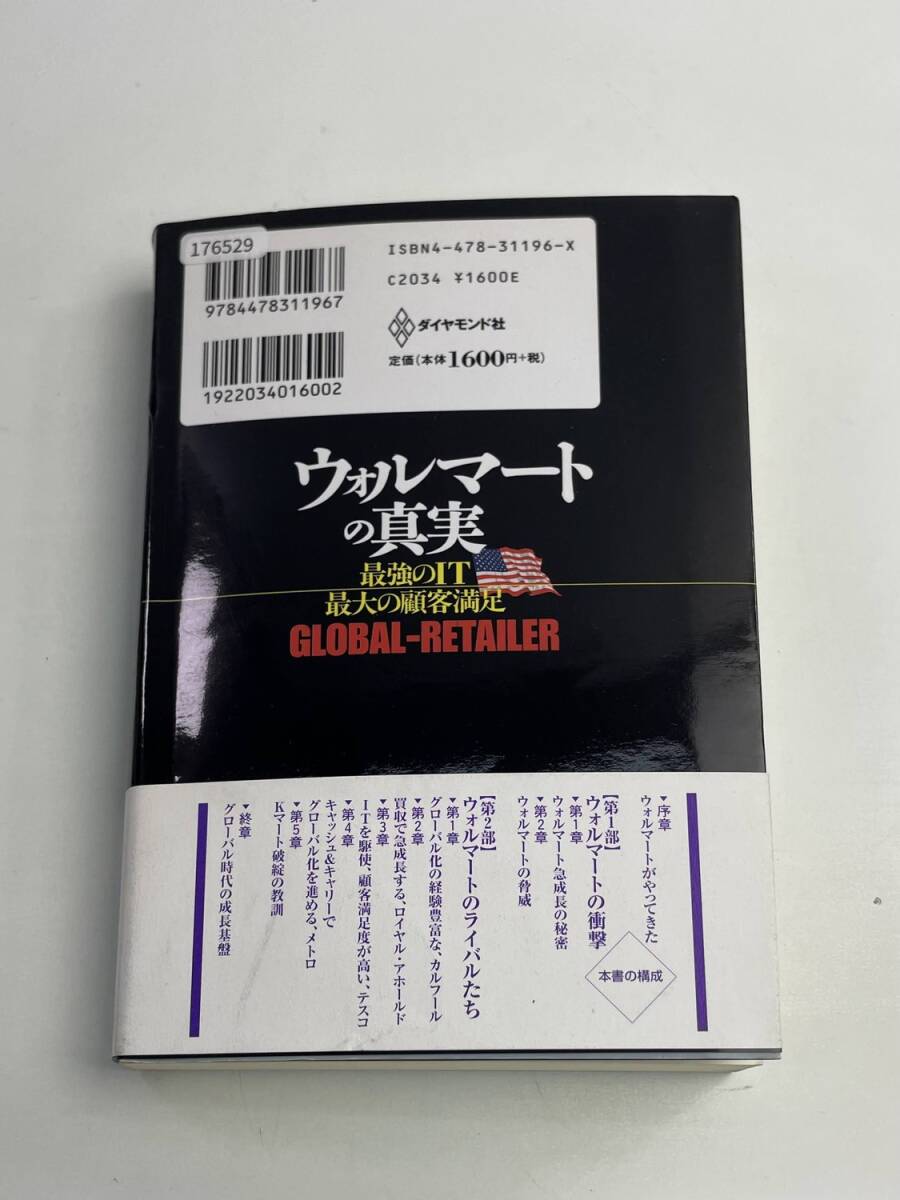 176529
9784478311967
1922034016002
ISBN4-478-31196-X
C2034 ¥1600E
ダイヤモンド社
定価(本体1600円+税)
ウォルマート
の真実
最強のIT
最大の顧客満足
GLOBAL-RETAILER
本書の構成
▼序章
ウォルマートがやってきた
【第1部】
ウォルマートの衝撃
▼第1章
ウォルマート急成長の秘密
▼第2章
ウォルマートの脅威
【第2部】
ウォルマートのライバルたち
▼第1章
グローバル化の経験豊富な、カルフール
▼第2章
買収で急成長する、ロイヤル・アホールド
▼第3章
ITを駆使、顧客満足度が高い、テスコ
▼第4章
キャッシュ&キャリーで
グローバル化を進める、メトロ
▼第5章
Kマート破綻の教訓
▼終章
グローバル時代の成長基盤